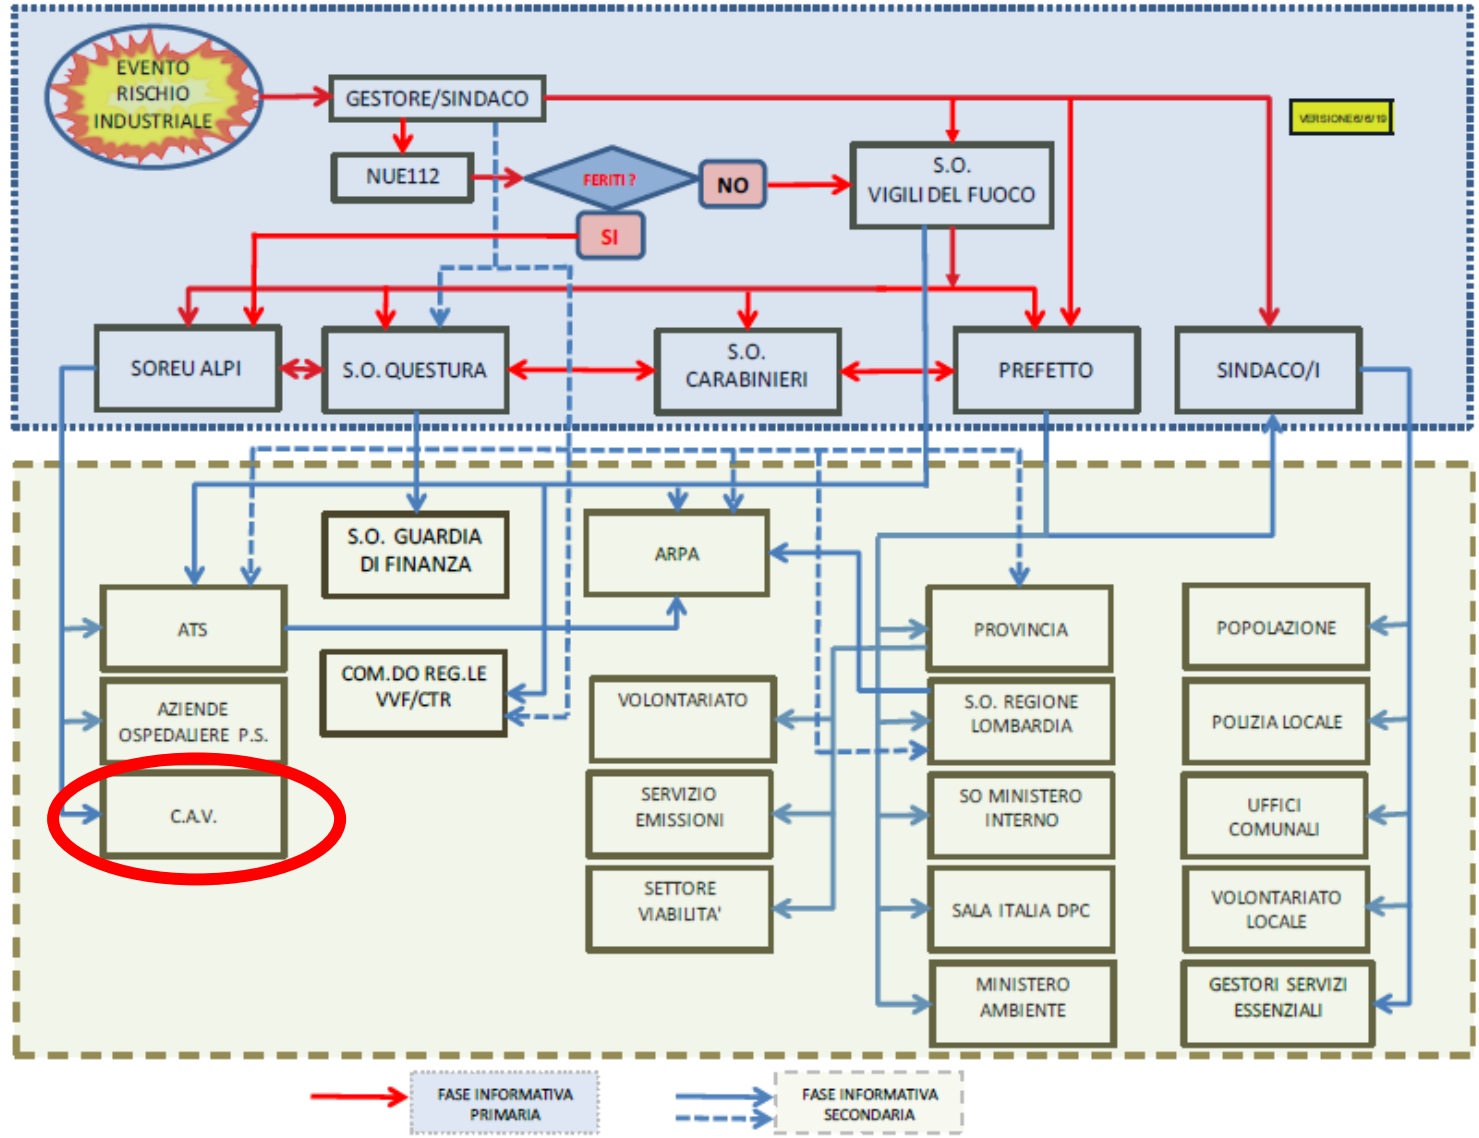 EVENTO
RISCHIO
INDUSTRIALE
GESTORE/SINDACO
VERSIONE6/6/19
NUE112
FERITI ?
NO
S.O.
VIGILI DEL FUOCO
SI
SOREU ALPI
S.O. QUESTURA
S.O.
CARABINIERI
PREFETTO
SINDACO/I
S.O. GUARDIA
DI FINANZA
ARPA
ATS
PROVINCIA
POPOLAZIONE
COM.DO REG.LE
VVF/CTR
AZIENDE
OSPEDALIERE P.S.
VOLONTARIATO
S.O. REGIONE
LOMBARDIA
POLIZIA LOCALE
C.A.V.
SERVIZIO
EMISSIONI
SO MINISTERO
INTERNO
UFFICI
COMUNALI
SETTORE
VIABILITA'
SALA ITALIA DPC
VOLONTARIATO
LOCALE
MINISTERO
AMBIENTE
GESTORI SERVIZI
ESSENZIALI
FASE INFORMATIVA
PRIMARIA
FASE INFORMATIVA
SECONDARIA